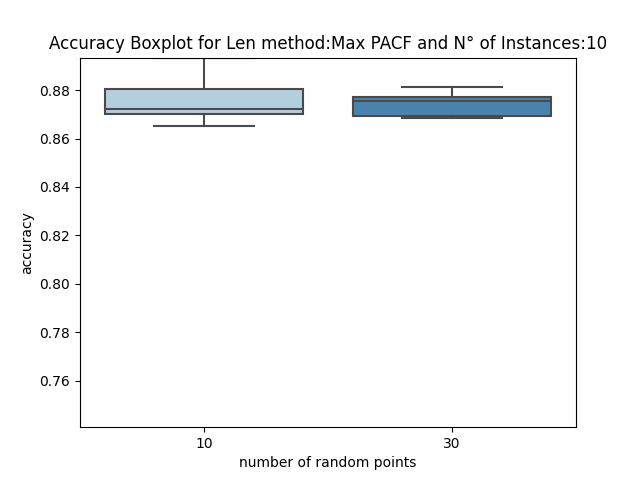 Accuracy Boxplot for Len method:Max PACF and N° of Instances:10
0.88
0.86
0.84
0.82
0.80
0.78
0.76
accuracy
10 30
number of random points